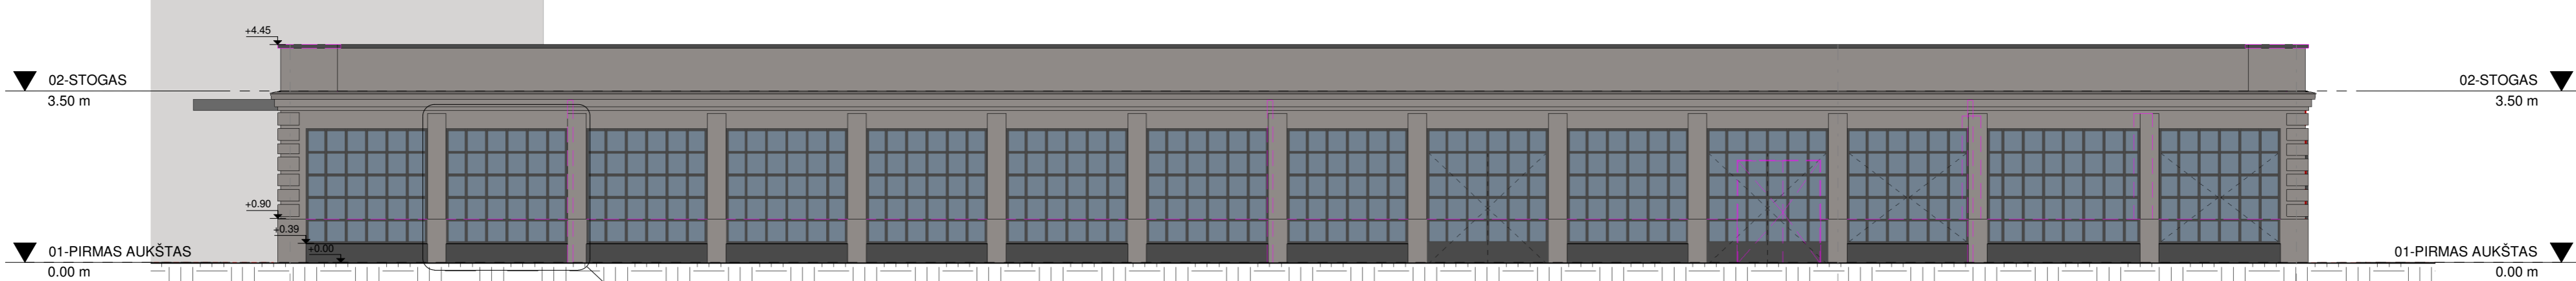 +4.45
02-STOGAS
3.50 m
02-STOGAS
3.50 m
+0.90
+0.39
+0.00
01-PIRMAS AUKŠTAS
0.00 m
01-PIRMAS AUKŠTAS
0.00 m